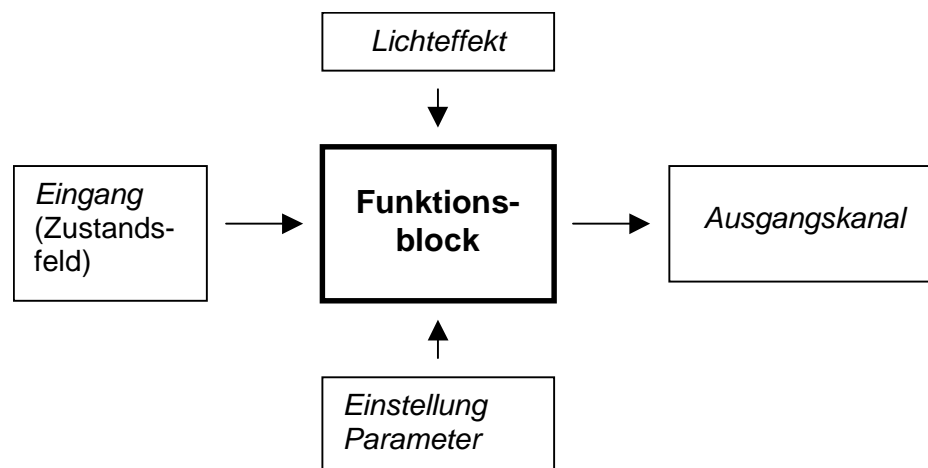 Lichteffekt
Eingang
(Zustands-
feld)
Funktions-
block
Ausgangskanal
Einstellung
Parameter